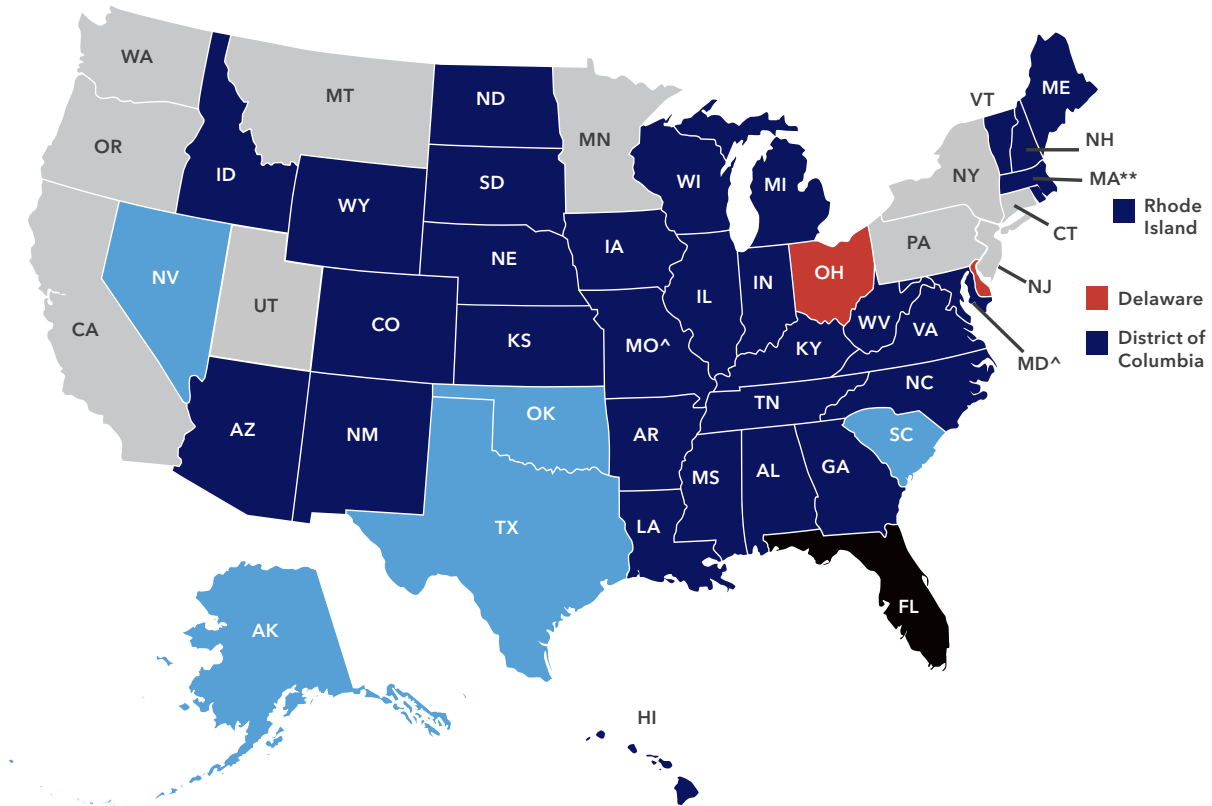 WA
MT
ND
MN
OR
ID
SD
WI
MI
VT
ME
NH
NY
MA**
Rhode
Island
WY
CT
PA
NV
NE
IA
OH
NJ
Delaware
UT
CA
CO
IL
IN
WV
VA
District of
Columbia
KS
MO^
KY
MD^
NC
TN
AZ
NM
OK
AR
SC
MS
AL
GA
TX
LA
FL
AK
HI